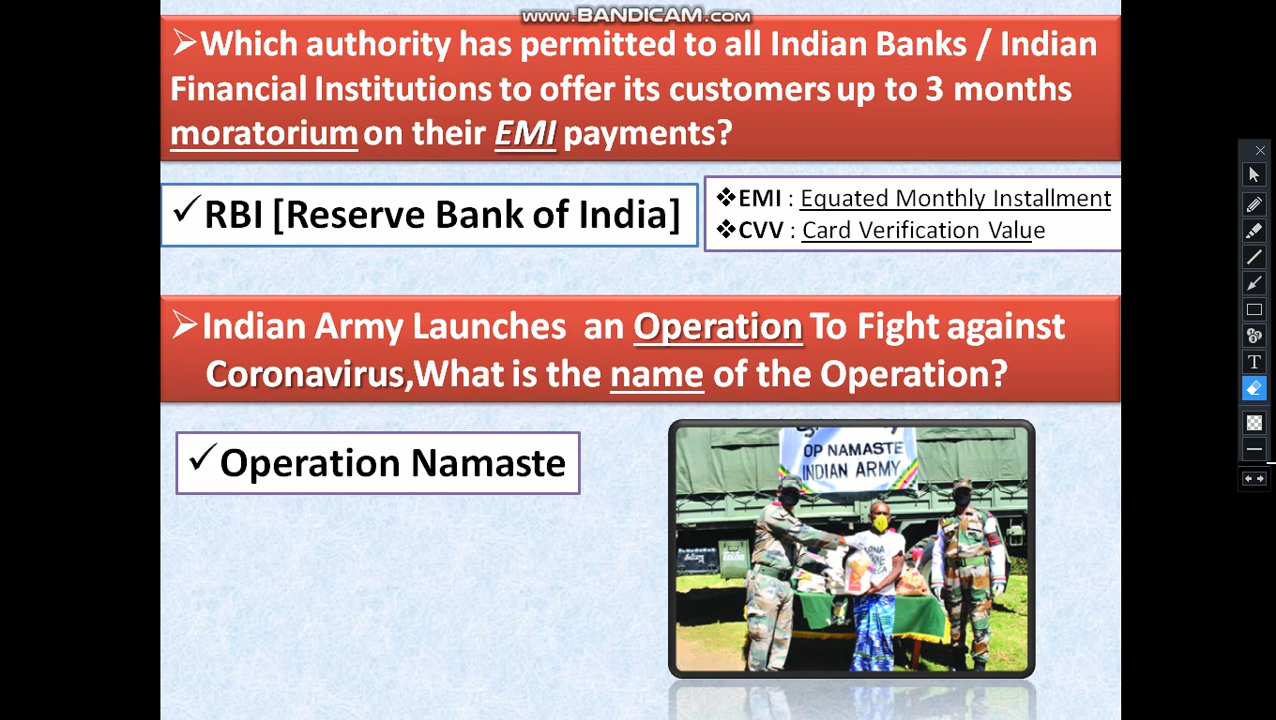 www.BANDICAM.com
➢Which authority has permitted to all Indian Banks / Indian
Financial Institutions to offer its customers up to 3 months
moratorium on their EMI payments?
✓RBI [Reserve Bank of India]
❖EMI : Equated Monthly Installment
❖CVV : Card Verification Value
➢Indian Army Launches an Operation To Fight against
Coronavirus,What is the name of the Operation?
✓Operation Namaste
OP NAMASTE
INDIAN ARMY
T